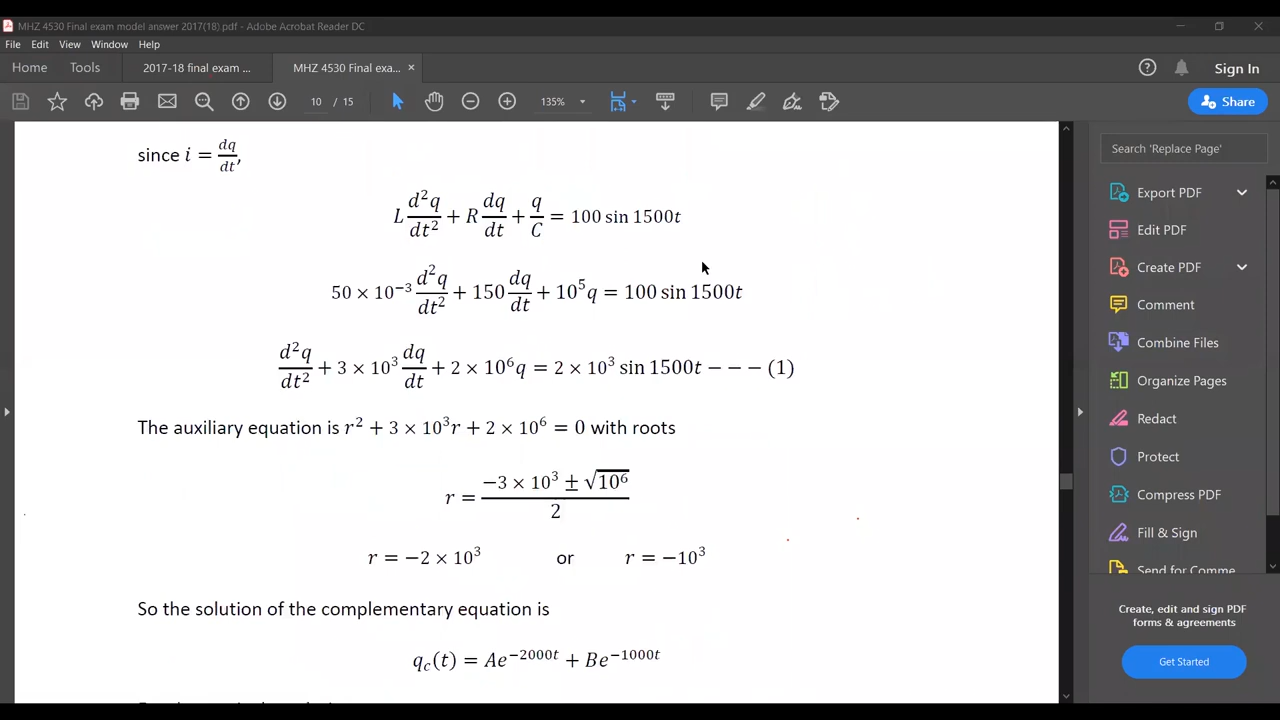 MHZ 4530 Final exam model answer 2017(18).pdf - Adobe Acrobat Reader DC
File Edit View Window Help
Home Tools 2017-18 final exam ... MHZ 4530 Final exa... × Sign In
10 / 15 135% Share
since i = dq/dt,
L d²q/dt² + R dq/dt + q/C = 100 sin 1500t
50 × 10⁻³ d²q/dt² + 150 dq/dt + 10⁵q = 100 sin 1500t
d²q/dt² + 3 × 10³ dq/dt + 2 × 10⁶q = 2 × 10³ sin 1500t − − − (1)
The auxiliary equation is r² + 3 × 10³r + 2 × 10⁶ = 0 with roots
r = (−3 × 10³ ± √10⁶)/2
r = −2 × 10³ or r = −10³
So the solution of the complementary equation is
q_c(t) = Ae⁻²⁰⁰⁰ᵗ + Be⁻¹⁰⁰⁰ᵗ
Search 'Replace Page'
Export PDF
Edit PDF
Create PDF
Comment
Combine Files
Organize Pages
Redact
Protect
Compress PDF
Fill & Sign
Send for Comme
Create, edit and sign PDF
forms & agreements
Get Started